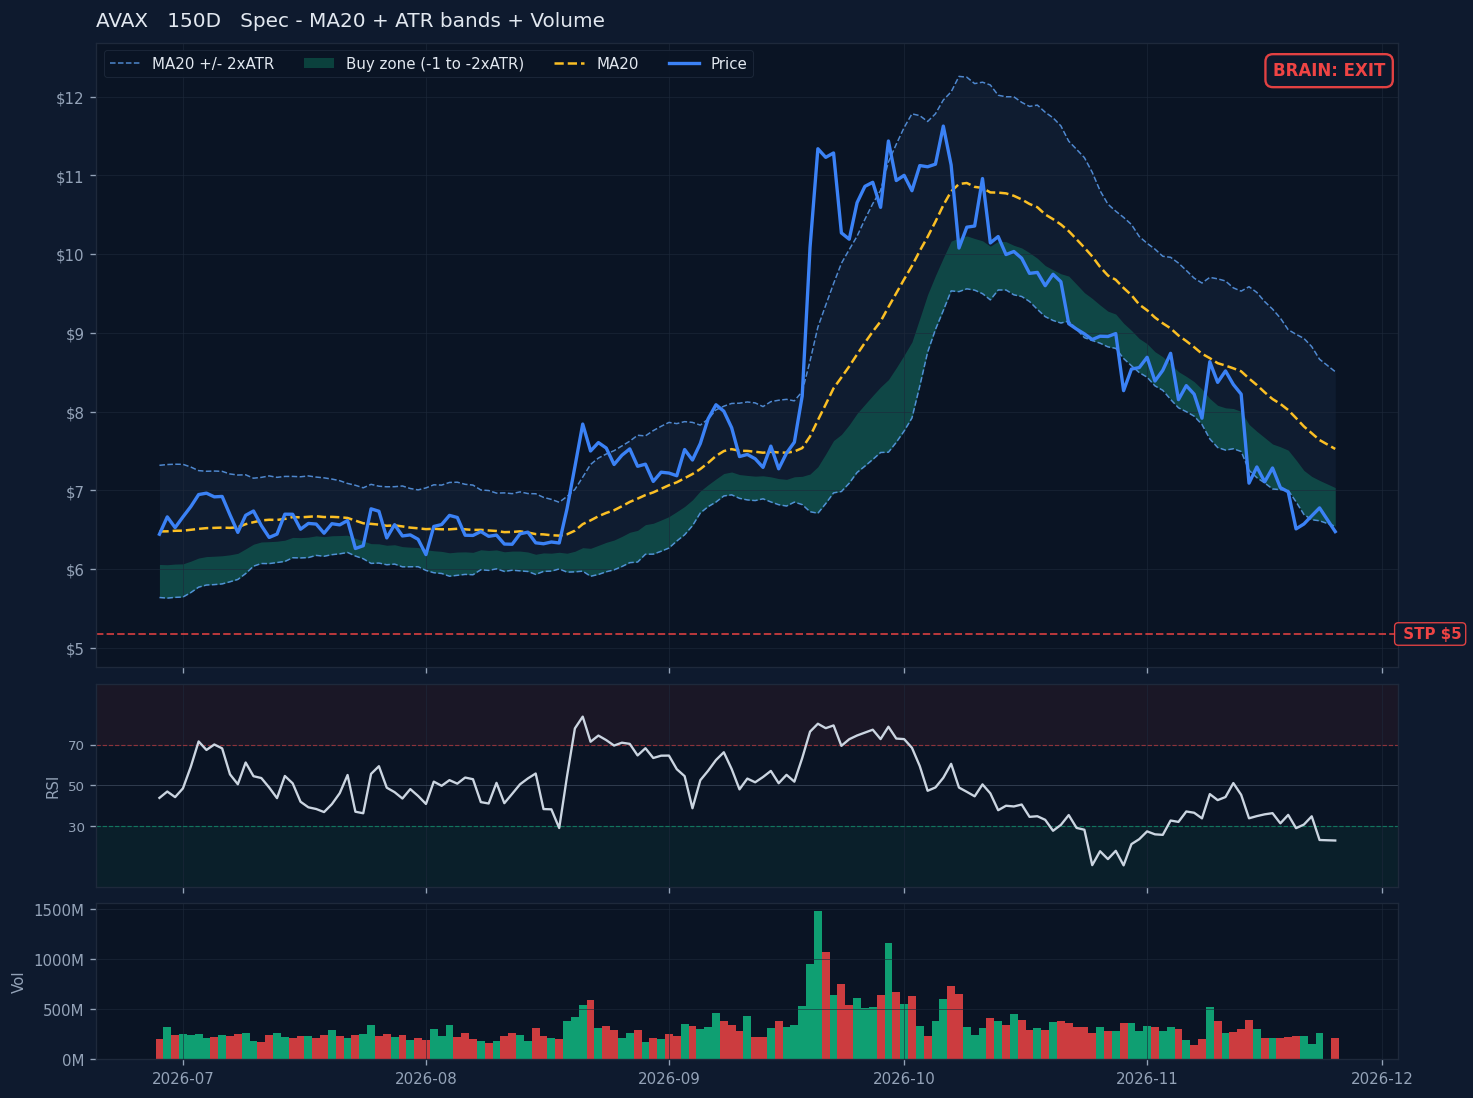 AVAX   150D   Spec - MA20 + ATR bands + Volume
MA20 +/- 2xATR
Buy zone (-1 to -2xATR)
MA20
Price
BRAIN: EXIT
$12
$11
$10
$9
$8
$7
$6
$5
STP $5
RSI
70
50
30
Vol
1500M
1000M
500M
0M
2026-07
2026-08
2026-09
2026-10
2026-11
2026-12